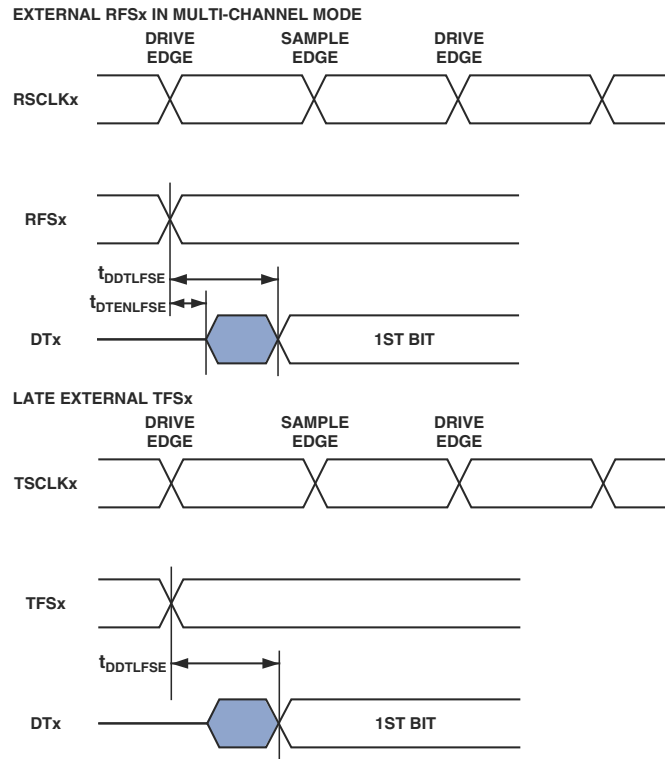 EXTERNAL RFSx IN MULTI-CHANNEL MODE
DRIVE EDGE
SAMPLE EDGE
DRIVE EDGE
RSCLKx
RFSx
tDDTLFSE
tDTENLFSE
DTx
1ST BIT
LATE EXTERNAL TFSx
DRIVE EDGE
SAMPLE EDGE
DRIVE EDGE
TSCLKx
TFSx
tDDTLFSE
DTx
1ST BIT